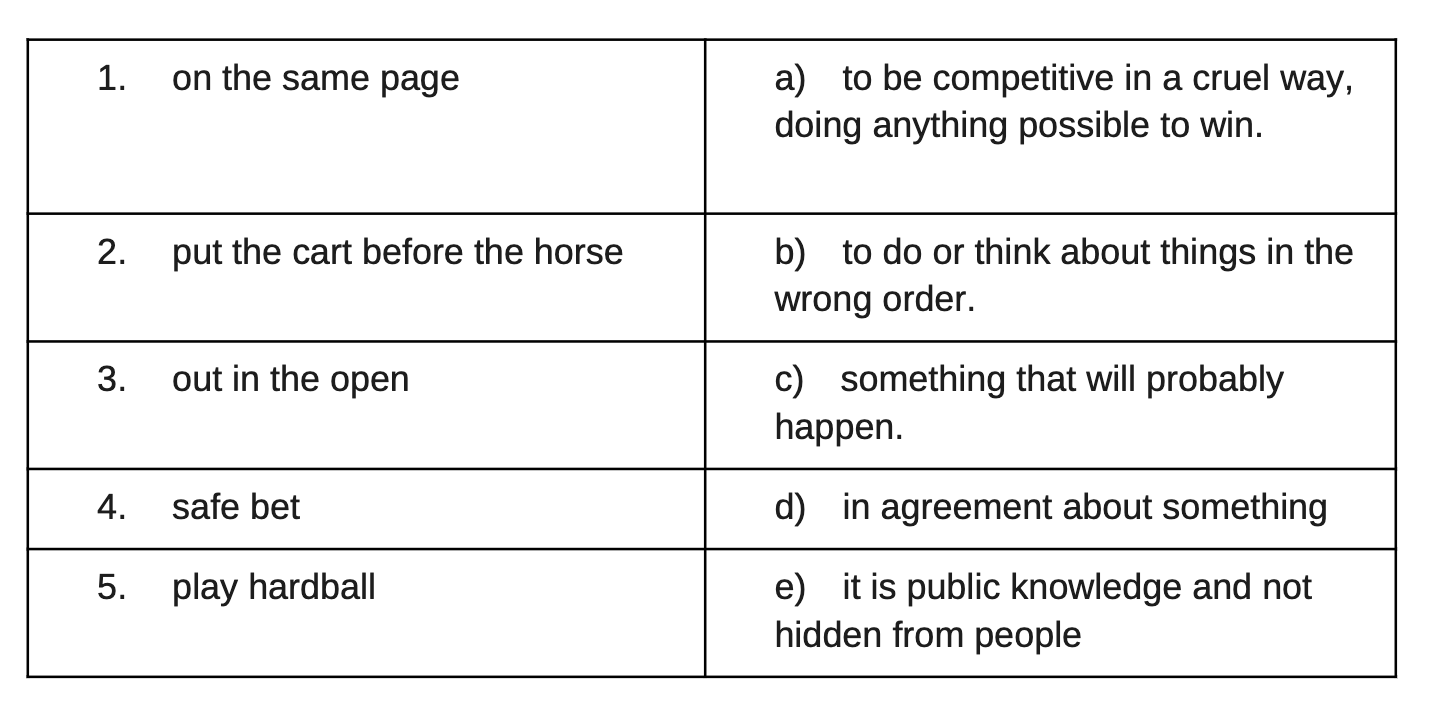 1. on the same page
a) to be competitive in a cruel way,
doing anything possible to win.
2. put the cart before the horse
b) to do or think about things in the
wrong order.
3. out in the open
c) something that will probably
happen.
4. safe bet
d) in agreement about something
5. play hardball
e) it is public knowledge and not
hidden from people